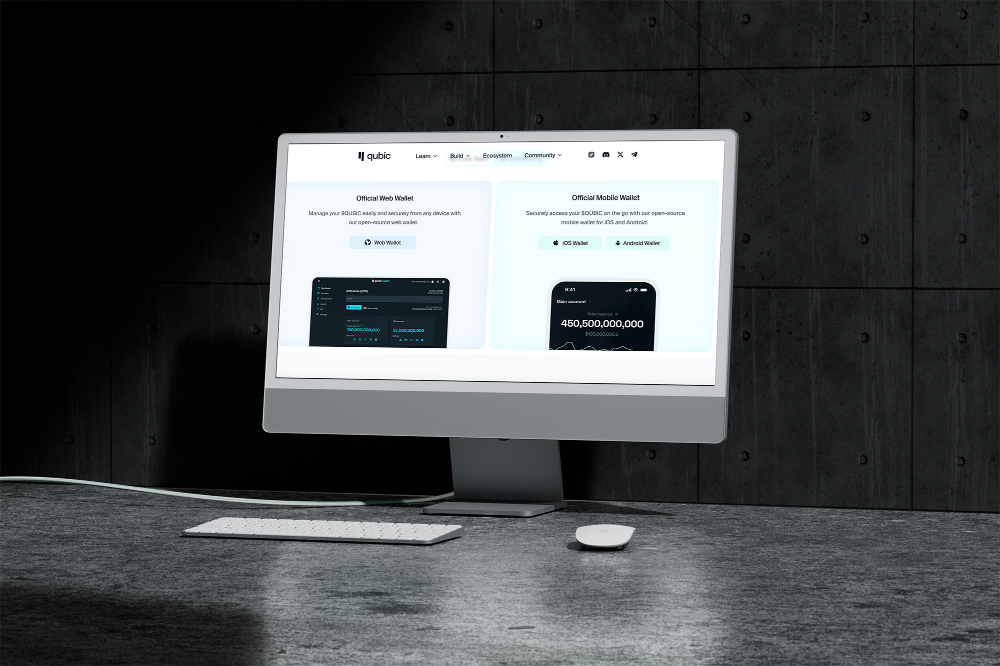 qubic
Learn
Build
Ecosystem
Community
Official Web Wallet
Manage your $QUBIC easily and securely from any device with
our open-source web wallet.
Web Wallet
Official Mobile Wallet
Securely access your $QUBIC on the go with our open-source
mobile wallet for iOS and Android.
iOS Wallet
Android Wallet
qubic wallet
Dashboard
Payment
Transactions
Assets
IPO
Settings
Addresses (2/15)
Your Total Balance
Main account
120,000,000,000
55,000,000,000
9:41
Main account
Total balance
450,500,000,000
$120,000,000.5